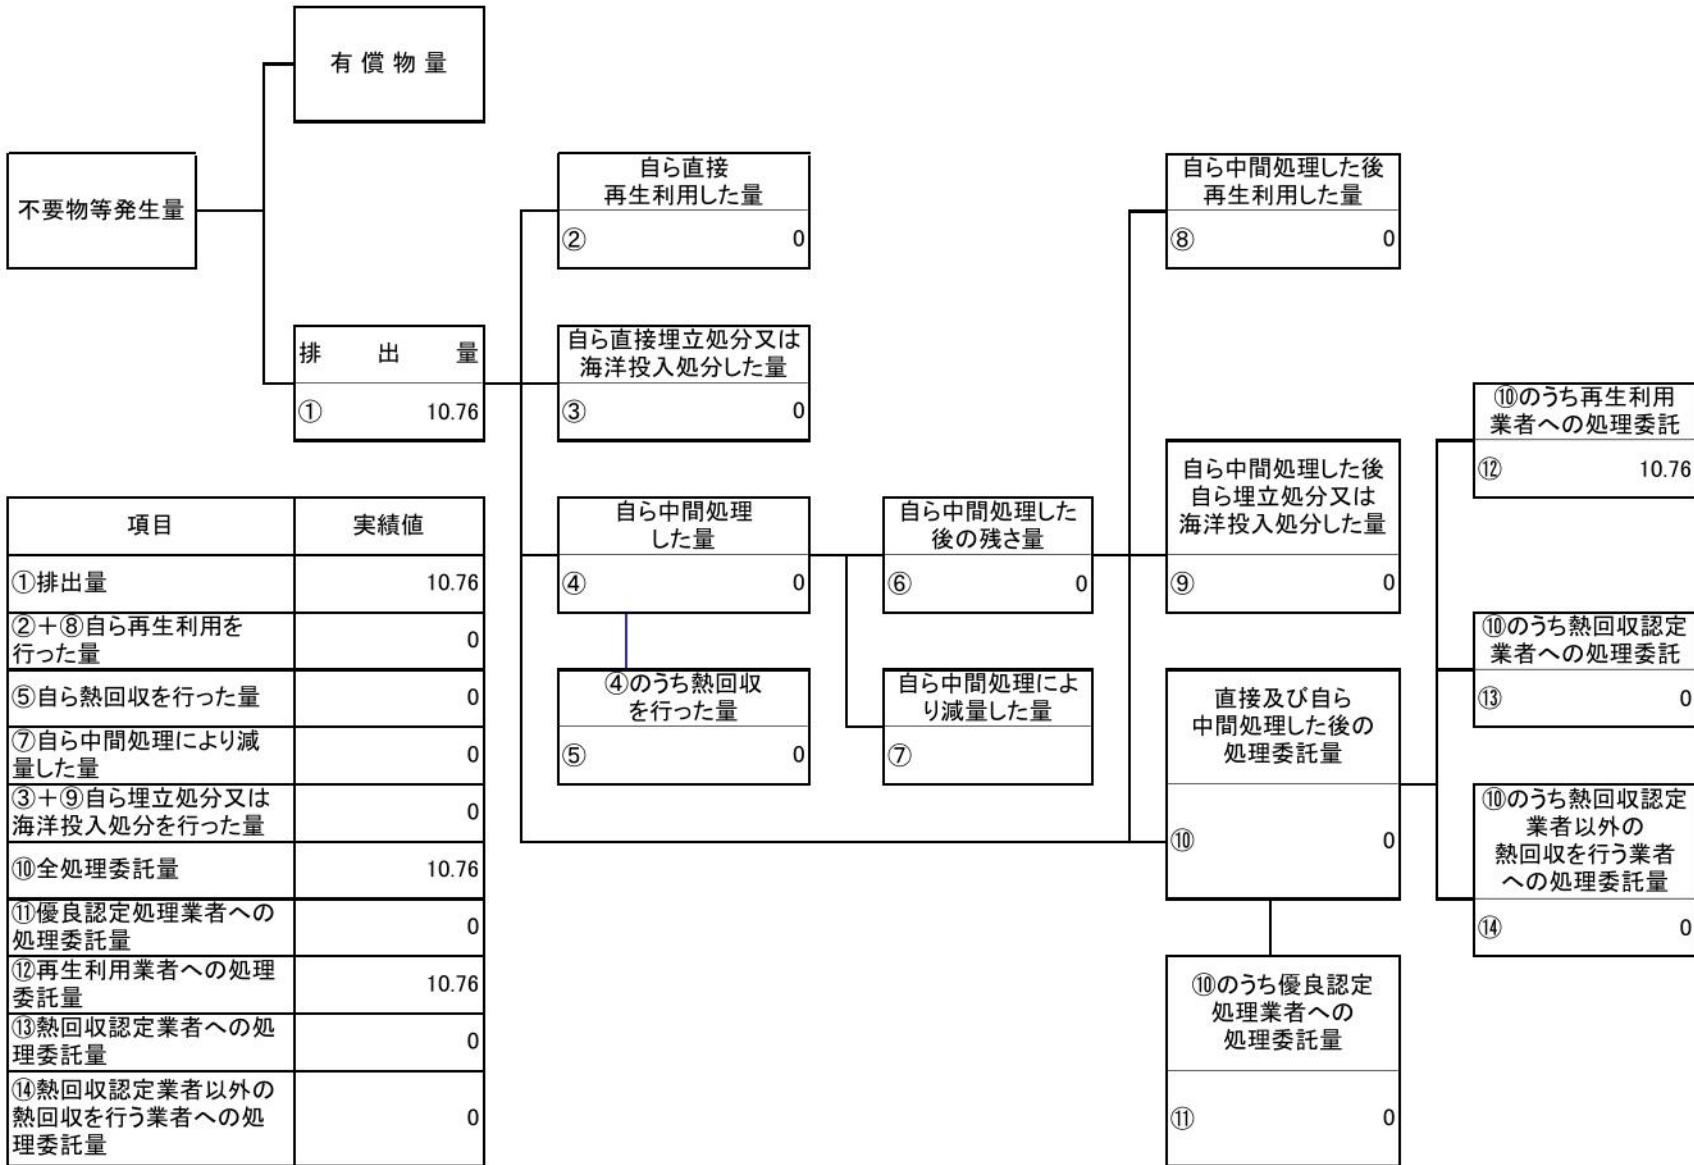 有償物量
不要物等発生量
自ら直接
再生利用した量
② 0
自ら中間処理した後
再生利用した量
⑧ 0
排出量
① 10.76
自ら直接埋立処分又は
海洋投入処分した量
③ 0
⑩のうち再生利用
業者への処理委託
⑫ 10.76
自ら中間処理
した量
④ 0
自ら中間処理した
後の残さ量
⑥ 0
自ら中間処理した後
自ら埋立処分又は
海洋投入処分した量
⑨ 0
⑩のうち熱回収認定
業者への処理委託
⑬ 0
④のうち熱回収
を行った量
⑤ 0
自ら中間処理によ
り減量した量
⑦
直接及び自ら
中間処理した後の
処理委託量
⑩ 0
⑩のうち熱回収認定
業者以外の
熱回収を行う業者
への処理委託量
⑭ 0
⑩のうち優良認定
処理業者への
処理委託量
⑪ 0
項目 実績値
①排出量 10.76
②＋⑧自ら再生利用を
行った量 0
⑤自ら熱回収を行った量 0
⑦自ら中間処理により減
量した量 0
③＋⑨自ら埋立処分又は
海洋投入処分を行った量 0
⑩全処理委託量 10.76
⑪優良認定処理業者への
処理委託量 0
⑫再生利用業者への処理
委託量 10.76
⑬熱回収認定業者への処
理委託量 0
⑭熱回収認定業者以外の
熱回収を行う業者への処
理委託量 0